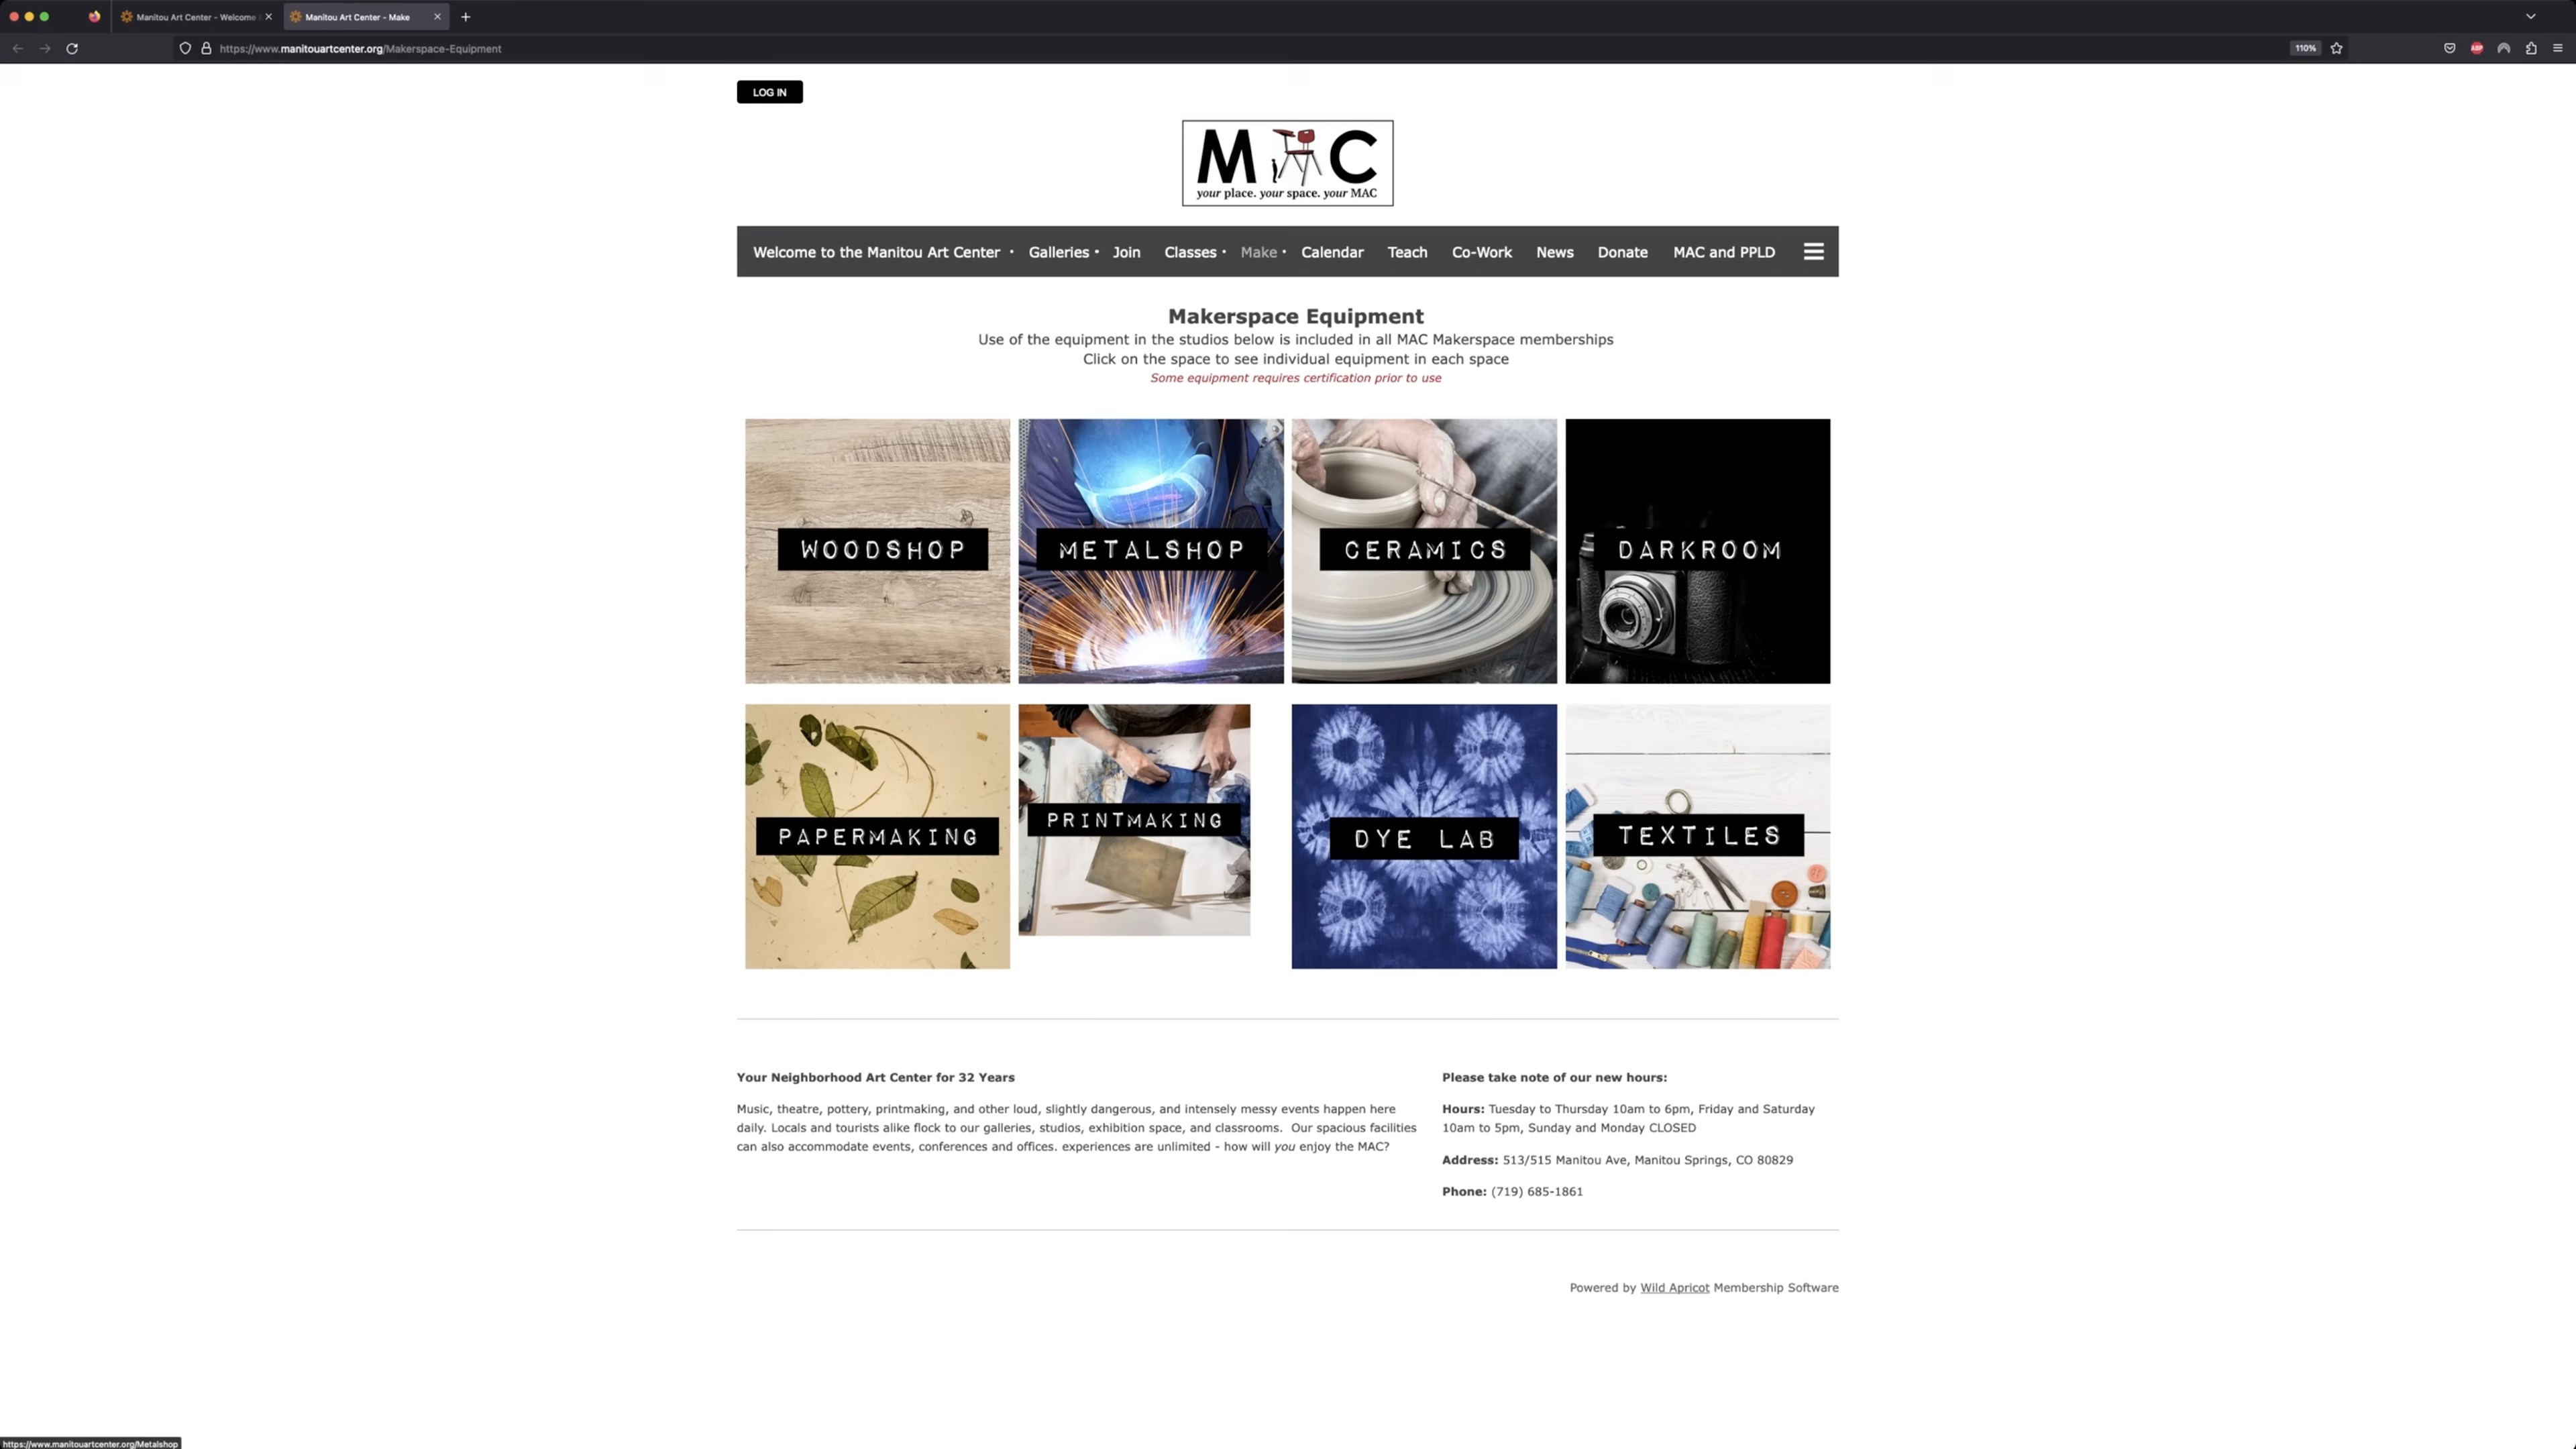 Manitou Art Center - Welcome
Manitou Art Center - Make
https://www.manitouartcenter.org/Makerspace-Equipment
110%
ABP
LOG IN
M C
your place. your space. your MAC
Welcome to the Manitou Art Center • Galleries • Join Classes • Make • Calendar Teach Co-Work News Donate MAC and PPLD
Makerspace Equipment
Use of the equipment in the studios below is included in all MAC Makerspace memberships
Click on the space to see individual equipment in each space
Some equipment requires certification prior to use
WOODSHOP
METALSHOP
CERAMICS
DARKROOM
PAPERMAKING
PRINTMAKING
DYE LAB
TEXTILES
Your Neighborhood Art Center for 32 Years
Music, theatre, pottery, printmaking, and other loud, slightly dangerous, and intensely messy events happen here
daily. Locals and tourists alike flock to our galleries, studios, exhibition space, and classrooms.  Our spacious facilities
can also accommodate events, conferences and offices. experiences are unlimited - how will you enjoy the MAC?
Please take note of our new hours:
Hours: Tuesday to Thursday 10am to 6pm, Friday and Saturday
10am to 5pm, Sunday and Monday CLOSED
Address: 513/515 Manitou Ave, Manitou Springs, CO 80829
Phone: (719) 685-1861
Powered by Wild Apricot Membership Software
https://www.manitouartcenter.org/Metalshop